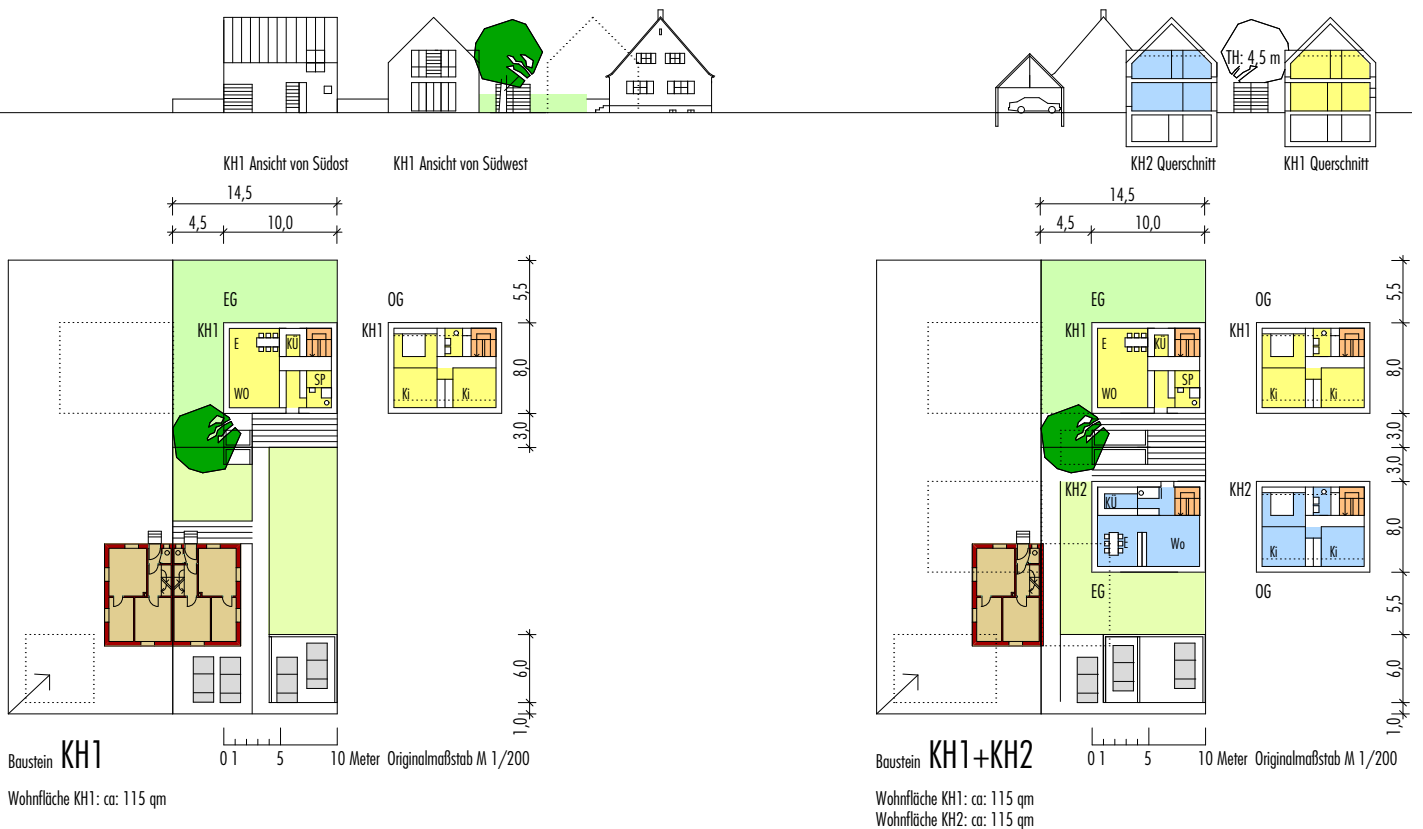 TH: 4,5 m
KH1 Ansicht von Südost
KH1 Ansicht von Südwest
KH2 Querschnitt
KH1 Querschnitt
14,5
4,5
10,0
EG
OG
KH1
E
KÜ
SP
WO
KH1
Ki
Ki
5,5
8,0
3,0
6,0
1,0
Baustein KH1
0 1 5 10 Meter Originalmaßstab M 1/200
Wohnfläche KH1: ca: 115 qm
14,5
4,5
10,0
EG
OG
KH1
E
KÜ
SP
WO
KH1
Ki
Ki
KH2
KÜ
E
Wo
KH2
Ki
Ki
EG
OG
5,5
8,0
3,0
3,0
8,0
5,5
6,0
1,0
Baustein KH1+KH2
0 1 5 10 Meter Originalmaßstab M 1/200
Wohnfläche KH1: ca: 115 qm
Wohnfläche KH2: ca: 115 qm